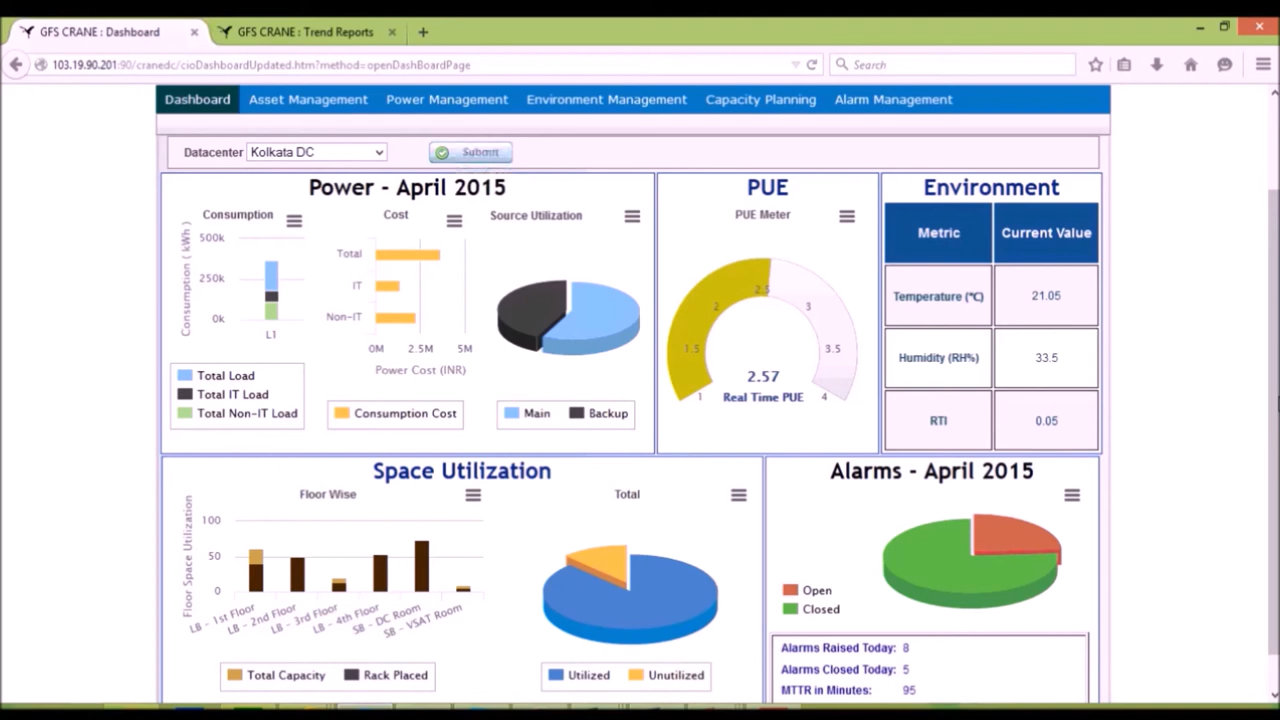 GFS CRANE : Dashboard
GFS CRANE : Trend Reports
103.19.90.201:90/cranedc/cioDashboardUpdated.htm?method=openDashBoardPage
Search
Dashboard Asset Management Power Management Environment Management Capacity Planning Alarm Management
Datacenter Kolkata DC Submit
Power - April 2015
Consumption
Consumption ( kWh )
500k
250k
0k
L1
Total Load
Total IT Load
Total Non-IT Load
Cost
Total
IT
Non-IT
0M 2.5M 5M
Power Cost (INR)
Consumption Cost
Source Utilization
Main Backup
PUE
PUE Meter
1 1.5 2 2.5 3 3.5 4
2.57
Real Time PUE
Environment
Metric Current Value
Temperature (℃) 21.05
Humidity (RH%) 33.5
RTI 0.05
Space Utilization
Floor Wise
Floor Space Utilization
100
50
0
LB - 1st Floor
LB - 2nd Floor
LB - 3rd Floor
LB - 4th Floor
SB - DC Room
SB - VSAT Room
Total Capacity Rack Placed
Total
Utilized Unutilized
Alarms - April 2015
Open
Closed
Alarms Raised Today: 8
Alarms Closed Today: 5
MTTR in Minutes: 95